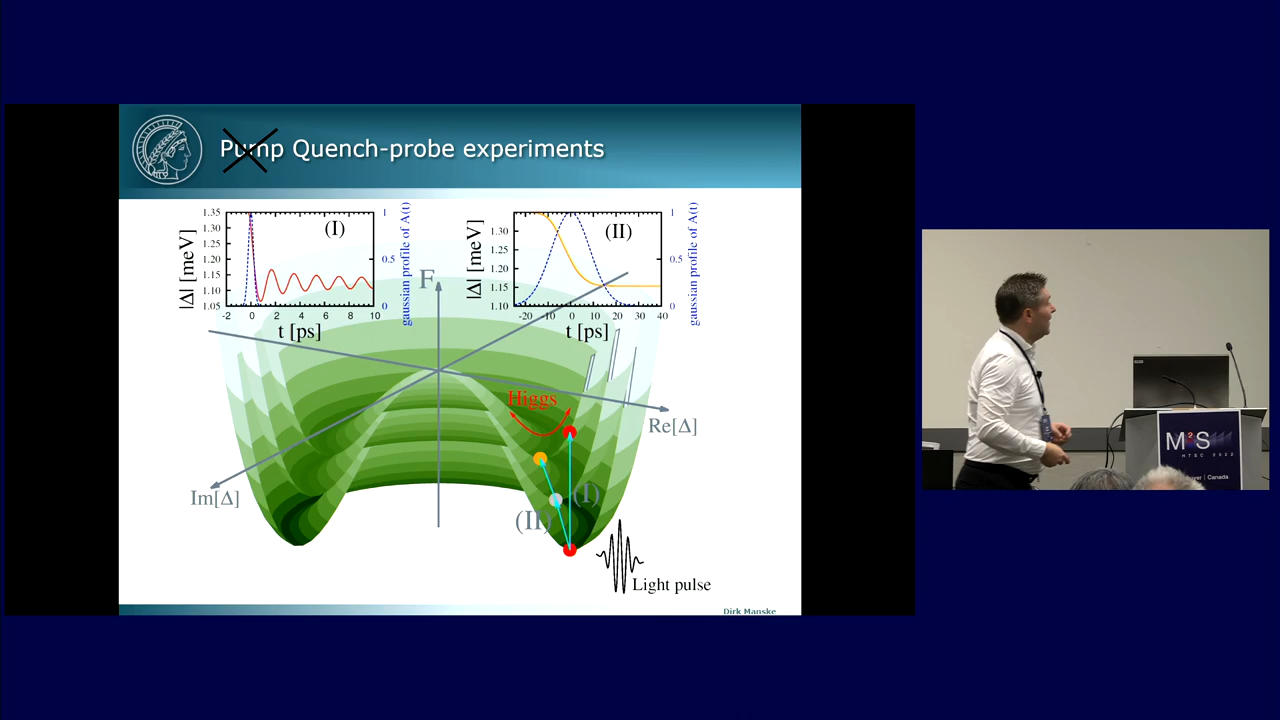 Pump Quench-probe experiments
(I)
|Δ| [meV]
1.35
1.30
1.25
1.20
1.15
1.10
1.05
-2 0 2 4 6 8 10
t [ps]
1
0.5
0
gaussian profile of A(t)
(II)
|Δ| [meV]
1.30
1.20
1.15
1.10
-20 -10 0 10 20 30 40
t [ps]
1
0.5
0
gaussian profile of A(t)
F
Higgs
Re[Δ]
Im[Δ]
(I)
(II)
Light pulse
Dirk Manske
M²S
HTSC 2022
Canada